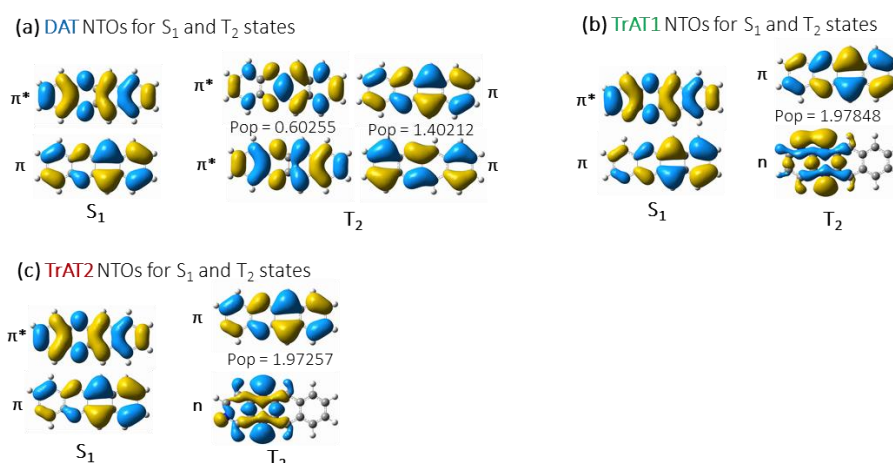 (a) DAT NTOs for S₁ and T₂ states
π*
π
S₁
π*
π
Pop = 0.60255
Pop = 1.40212
π*
π
T₂
(b) TrAT1 NTOs for S₁ and T₂ states
π*
π
S₁
π
Pop = 1.97848
n
T₂
(c) TrAT2 NTOs for S₁ and T₂ states
π*
π
S₁
π
Pop = 1.97257
n